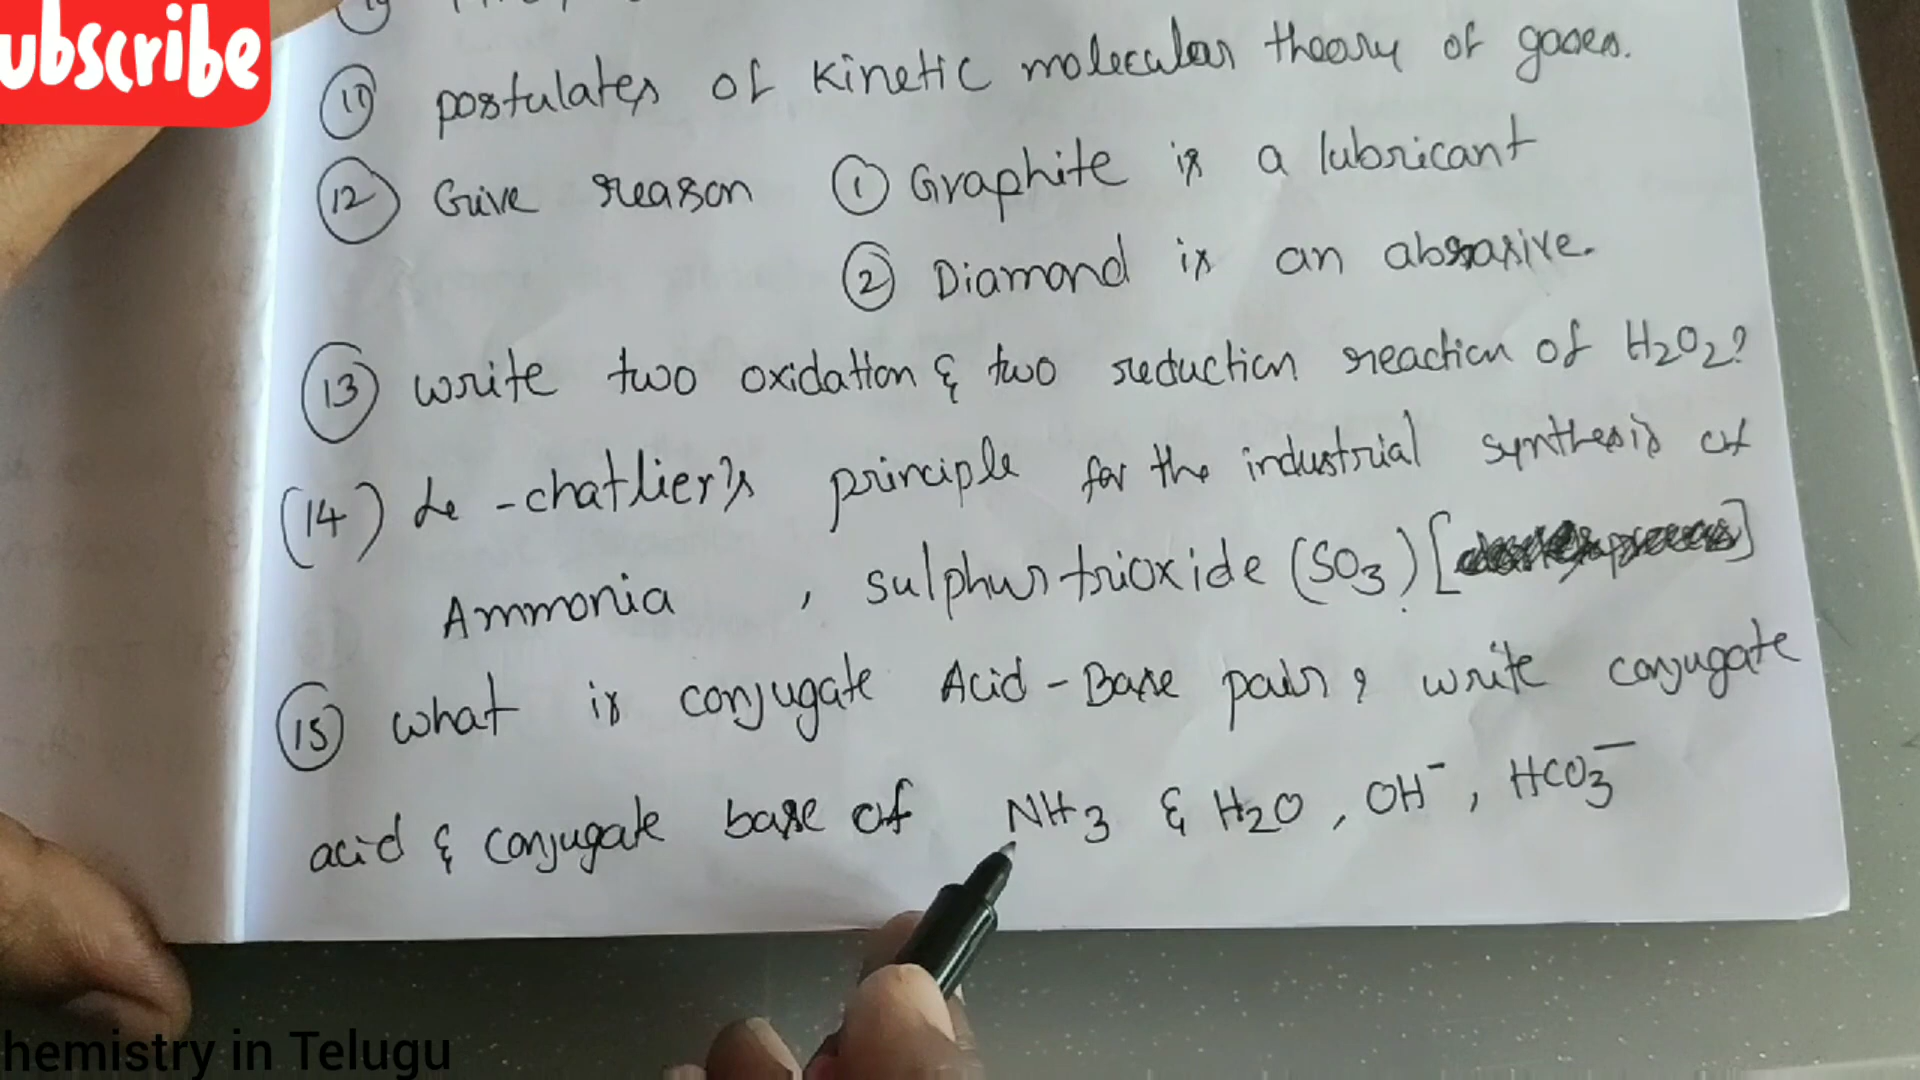 ubscribe
11 postulates of Kinetic molecular theory of gases.
12 Give reason 1 Graphite is a lubricant
2 Diamond is an abrasive.
13 write two oxidation & two reduction reaction of H2O2?
(14) Le-chatlier's principle for the industrial synthesis of
Ammonia , sulphur trioxide (SO3) [ ]
15 what is conjugate Acid-Base pair? write conjugate
acid & conjugate base of NH3 & H2O, OH⁻, HCO3⁻
hemistry in Telugu